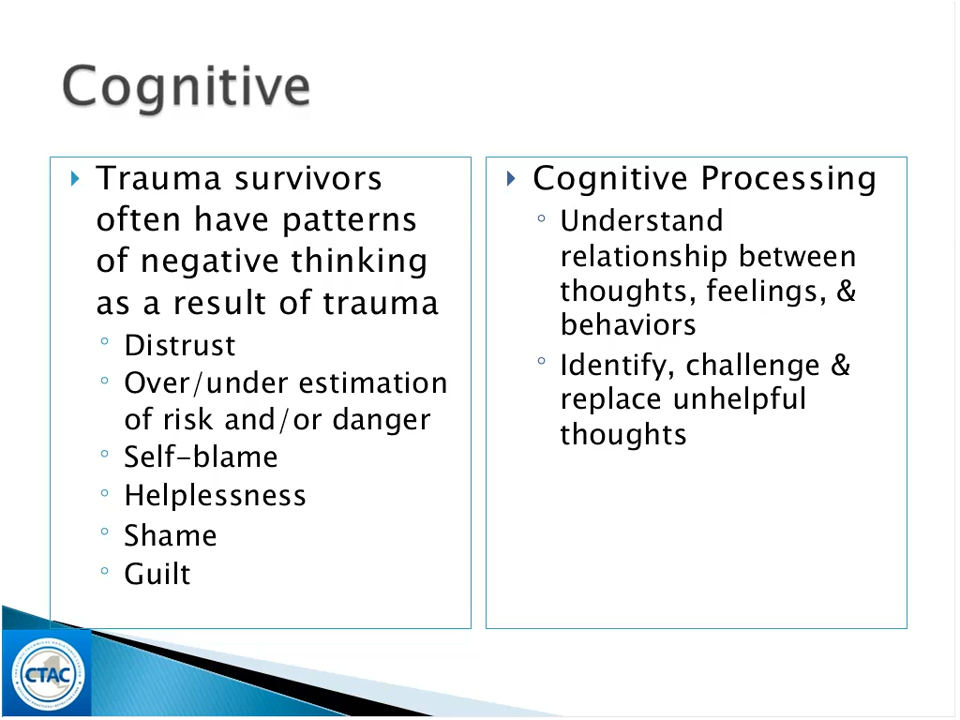 Cognitive
Trauma survivors
often have patterns
of negative thinking
as a result of trauma
Distrust
Over/under estimation
of risk and/or danger
Self-blame
Helplessness
Shame
Guilt
Cognitive Processing
Understand
relationship between
thoughts, feelings, &
behaviors
Identify, challenge &
replace unhelpful
thoughts
CTAC